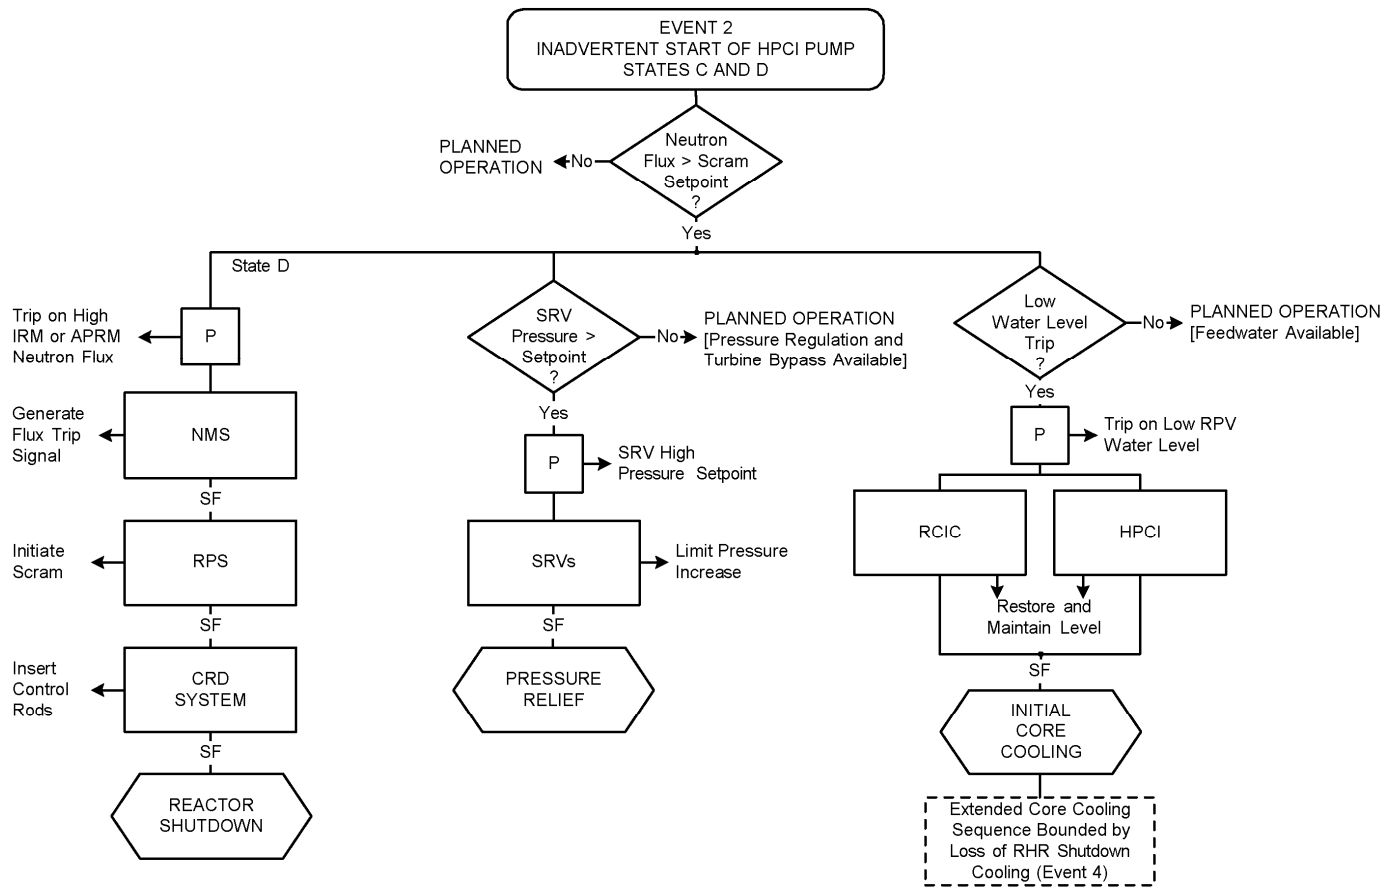 EVENT 2
INADVERTENT START OF HPCI PUMP
STATES C AND D
Neutron
Flux > Scram
Setpoint
?
No
PLANNED
OPERATION
Yes
State D
P
Trip on High
IRM or APRM
Neutron Flux
NMS
Generate
Flux Trip
Signal
SF
RPS
Initiate
Scram
SF
CRD
SYSTEM
Insert
Control
Rods
SF
REACTOR
SHUTDOWN
SRV
Pressure >
Setpoint
?
No
PLANNED OPERATION
[Pressure Regulation and
Turbine Bypass Available]
Yes
P
SRV High
Pressure Setpoint
SRVs
Limit Pressure
Increase
SF
PRESSURE
RELIEF
Low
Water Level
Trip
?
No
PLANNED OPERATION
[Feedwater Available]
Yes
P
Trip on Low RPV
Water Level
RCIC
HPCI
Restore and
Maintain Level
SF
INITIAL
CORE
COOLING
Extended Core Cooling
Sequence Bounded by
Loss of RHR Shutdown
Cooling (Event 4)